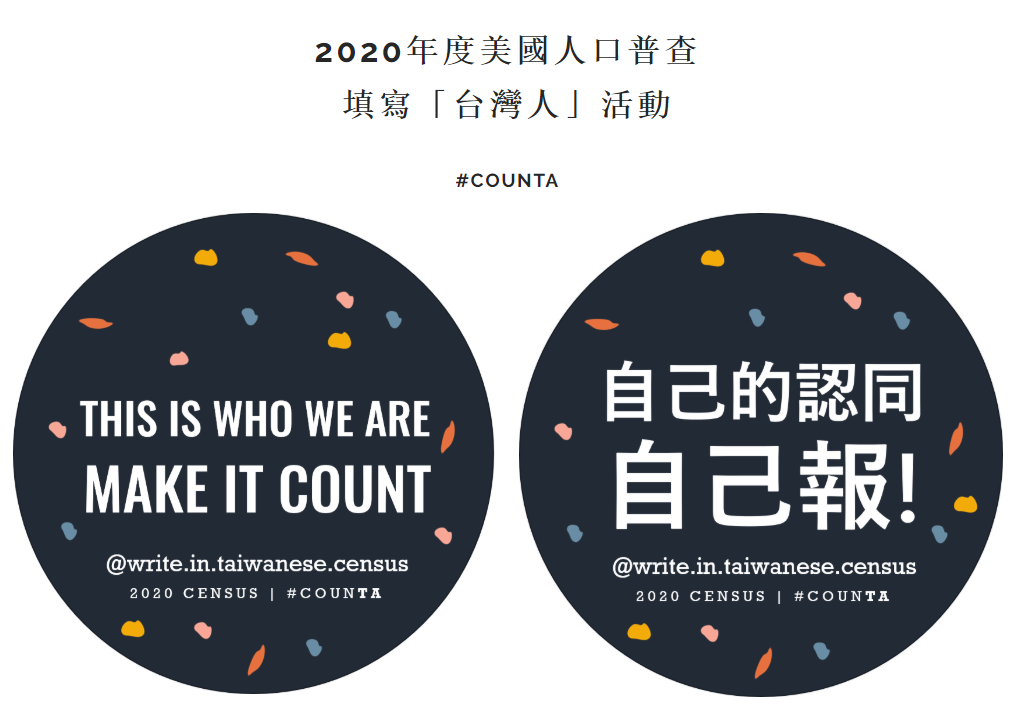 2020年度美國人口普查
填寫「台灣人」活動
#COUNTA
THIS IS WHO WE ARE
MAKE IT COUNT
@write.in.taiwanese.census
2020 CENSUS | #COUNTA
自己的認同
自己報!
@write.in.taiwanese.census
2020 CENSUS | #COUNTA